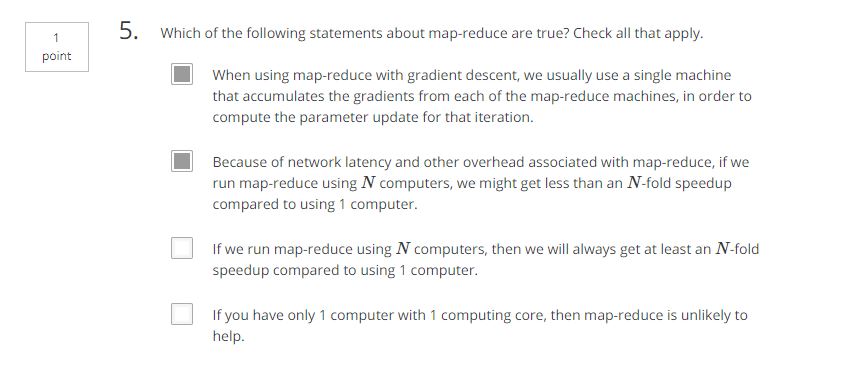 1
point
5. Which of the following statements about map-reduce are true? Check all that apply.
When using map-reduce with gradient descent, we usually use a single machine
that accumulates the gradients from each of the map-reduce machines, in order to
compute the parameter update for that iteration.
Because of network latency and other overhead associated with map-reduce, if we
run map-reduce using N computers, we might get less than an N-fold speedup
compared to using 1 computer.
If we run map-reduce using N computers, then we will always get at least an N-fold
speedup compared to using 1 computer.
If you have only 1 computer with 1 computing core, then map-reduce is unlikely to
help.